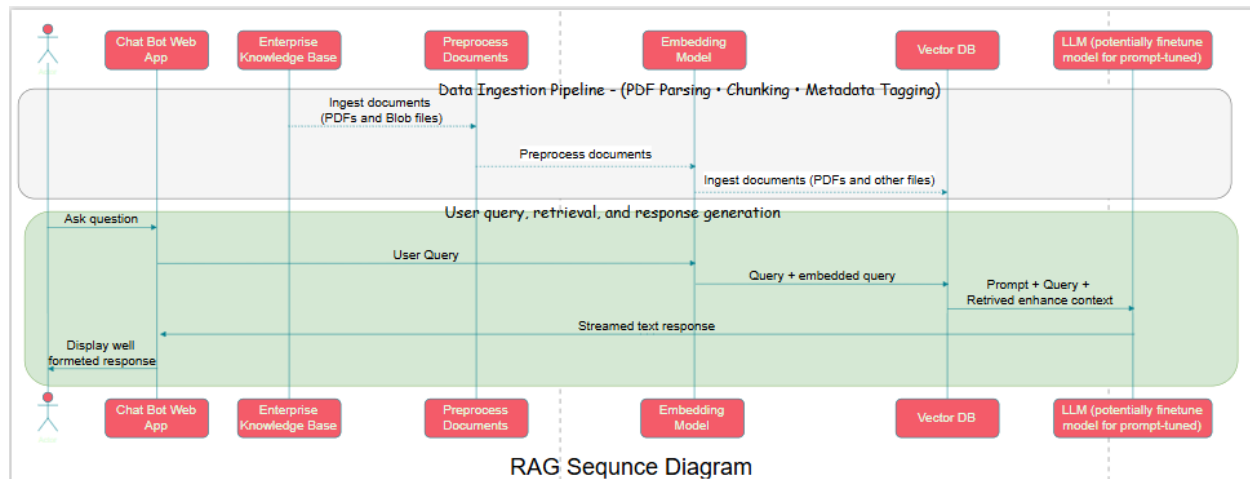 Chat Bot Web
App
Enterprise
Knowledge Base
Preprocess
Documents
Embedding
Model
Vector DB
LLM (potentially finetune
model for prompt-tuned)
Actor
Data Ingestion Pipeline - (PDF Parsing • Chunking • Metadata Tagging)
Ingest documents
(PDFs and Blob files)
Preprocess documents
Ingest documents (PDFs and other files)
User query, retrieval, and response generation
Ask question
User Query
Query + embedded query
Prompt + Query +
Retrived enhance context
Streamed text response
Display well
formeted response
Chat Bot Web
App
Enterprise
Knowledge Base
Preprocess
Documents
Embedding
Model
Vector DB
LLM (potentially finetune
model for prompt-tuned)
Actor
RAG Sequnce Diagram